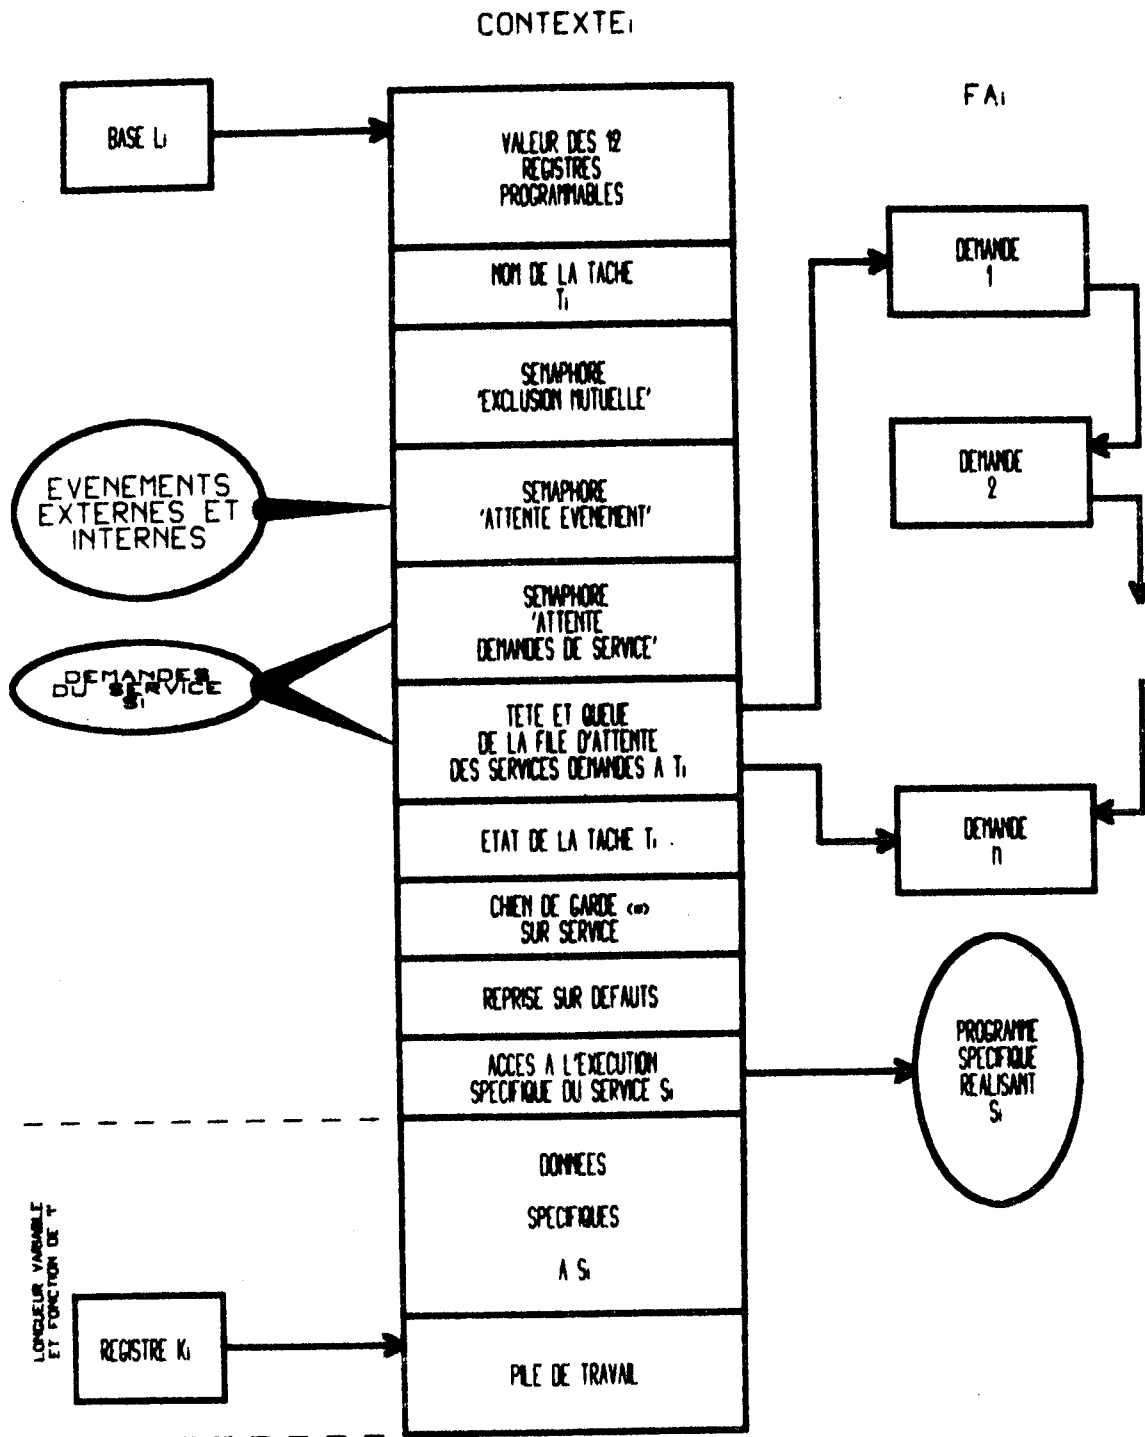 CONTEXTEi
BASE Li
VALEUR DES 12
REGISTRES
PROGRAMMABLES
FAi
NOM DE LA TACHE
Ti
DEMANDE
1
SEMAPHORE
'EXCLUSION MUTUELLE'
EVENEMENTS
EXTERNES ET
INTERNES
SEMAPHORE
'ATTENTE EVENEMENT'
DEMANDE
2
SEMAPHORE
'ATTENTE
DEMANDES DE SERVICE'
DEMANDES
DU SERVICE
Si
TETE ET QUEUE
DE LA FILE D'ATTENTE
DES SERVICES DEMANDES A Ti
ETAT DE LA TACHE Ti
DEMANDE
n
CHIEN DE GARDE (*)
SUR SERVICE
REPRISE SUR DEFAUTS
ACCES A L'EXECUTION
SPECIFIQUE DU SERVICE Si
PROGRAMME
SPECIFIQUE
REALISANT
Si
DONNEES
SPECIFIQUES
A Si
LONGUEUR VARIABLE
ET FONCTION DE 'i'
REGISTRE Ki
PILE DE TRAVAIL